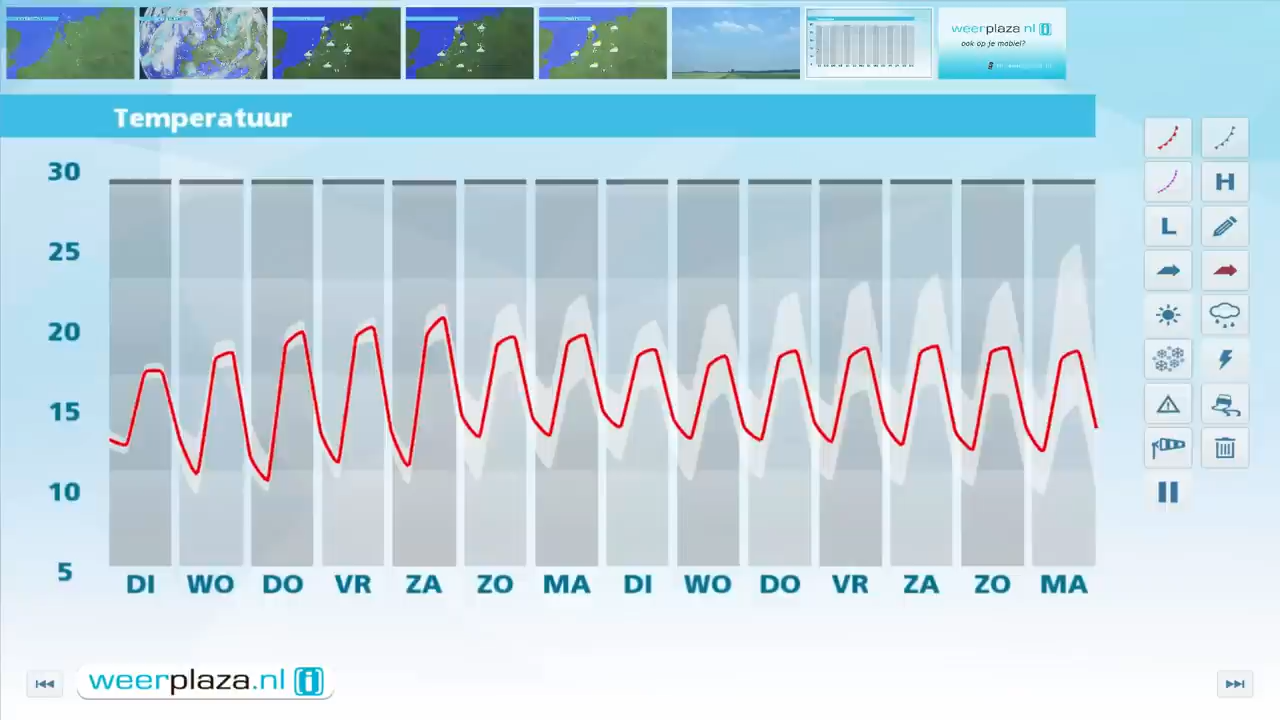 weerplaza.nl
ook op je mobiel?
Temperatuur
30
25
20
15
10
5
H
L
DI WO DO VR ZA ZO MA DI WO DO VR ZA ZO MA
weerplaza.nl